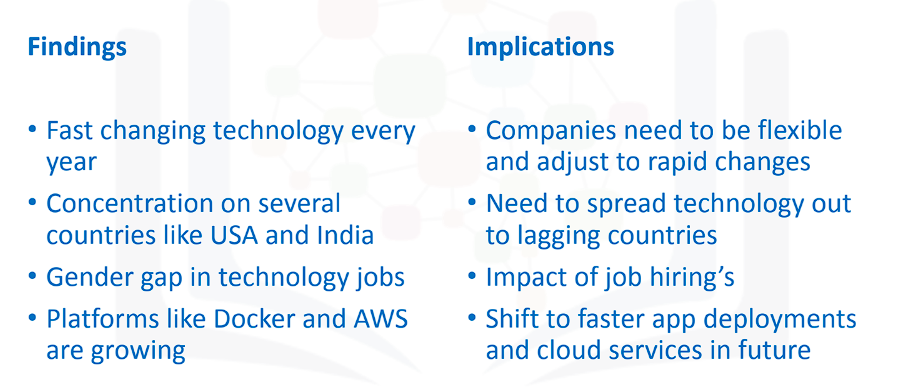 Findings
• Fast changing technology every
year
• Concentration on several
countries like USA and India
• Gender gap in technology jobs
• Platforms like Docker and AWS
are growing
Implications
• Companies need to be flexible
and adjust to rapid changes
• Need to spread technology out
to lagging countries
• Impact of job hiring’s
• Shift to faster app deployments
and cloud services in future